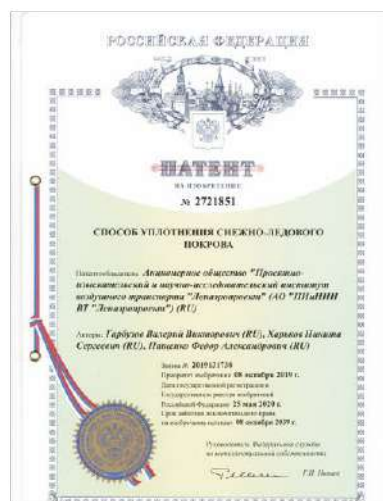 РОССИЙСКАЯ ФЕДЕРАЦИЯ
ПАТЕНТ
НА ИЗОБРЕТЕНИЕ
№ 2721851
СПОСОБ УПЛОТНЕНИЯ СНЕЖНО-ЛЕДОВОГО
ПОКРОВА
Патентообладатель: Акционерное общество "Проектно-
изыскательский и научно-исследовательский институт
воздушного транспорта "Ленаэропроект" (АО "ПИиНИИ
ВТ "Ленаэропроект") (RU)
Авторы: Гарбузов Валерий Викторович (RU), Харьков Никита
Сергеевич (RU), Пищенко Федор Александрович (RU)
Заявка № 2019131730
Приоритет изобретения 08 октября 2019 г.
Дата государственной регистрации в
Государственном реестре изобретений
Российской Федерации 25 мая 2020 г.
Срок действия исключительного права
на изобретение истекает 08 октября 2039 г.
Руководитель Федеральной службы
по интеллектуальной собственности
Г.П. Ивлиев